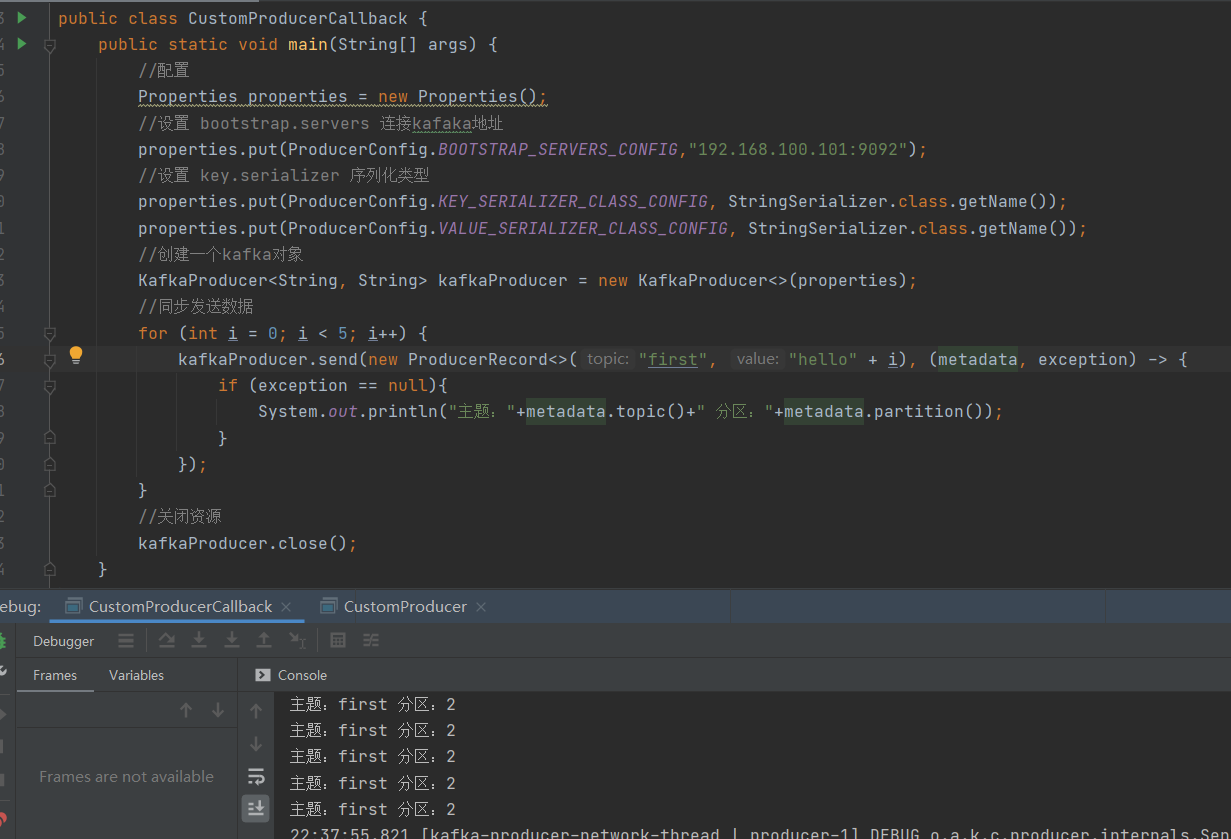 public class CustomProducerCallback {
public static void main(String[] args) {
//配置
Properties properties = new Properties();
//设置 bootstrap.servers 连接kafaka地址
properties.put(ProducerConfig.BOOTSTRAP_SERVERS_CONFIG,"192.168.100.101:9092");
//设置 key.serializer 序列化类型
properties.put(ProducerConfig.KEY_SERIALIZER_CLASS_CONFIG, StringSerializer.class.getName());
properties.put(ProducerConfig.VALUE_SERIALIZER_CLASS_CONFIG, StringSerializer.class.getName());
//创建一个kafka对象
KafkaProducer<String, String> kafkaProducer = new KafkaProducer<>(properties);
//同步发送数据
for (int i = 0; i < 5; i++) {
kafkaProducer.send(new ProducerRecord<>( topic: "first", value: "hello" + i), (metadata, exception) -> {
if (exception == null){
System.out.println("主题："+metadata.topic()+" 分区："+metadata.partition());
}
});
}
//关闭资源
kafkaProducer.close();
}
ebug: CustomProducerCallback CustomProducer
Debugger
Frames Variables Console
主题：first 分区：2
主题：first 分区：2
主题：first 分区：2
Frames are not available
主题：first 分区：2
主题：first 分区：2
22:37:55.821 [kafka-producer-network-thread | producer-1] DEBUG o.a.k.c.producer.internals.Sen